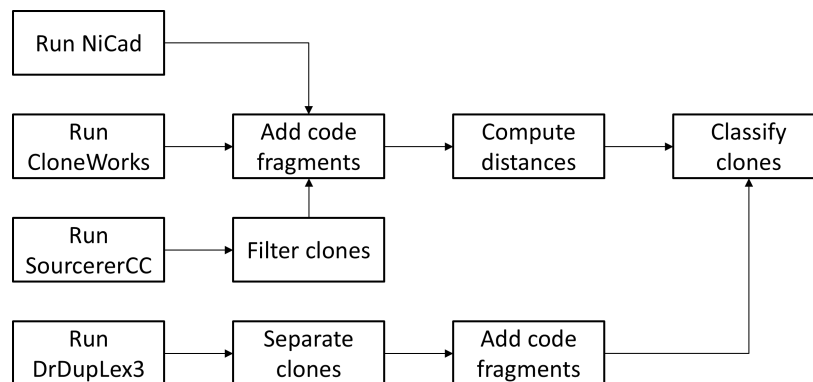 Run NiCad
Run
CloneWorks
Add code
fragments
Compute
distances
Classify
clones
Run
SourcererCC
Filter clones
Run
DrDupLex3
Separate
clones
Add code
fragments